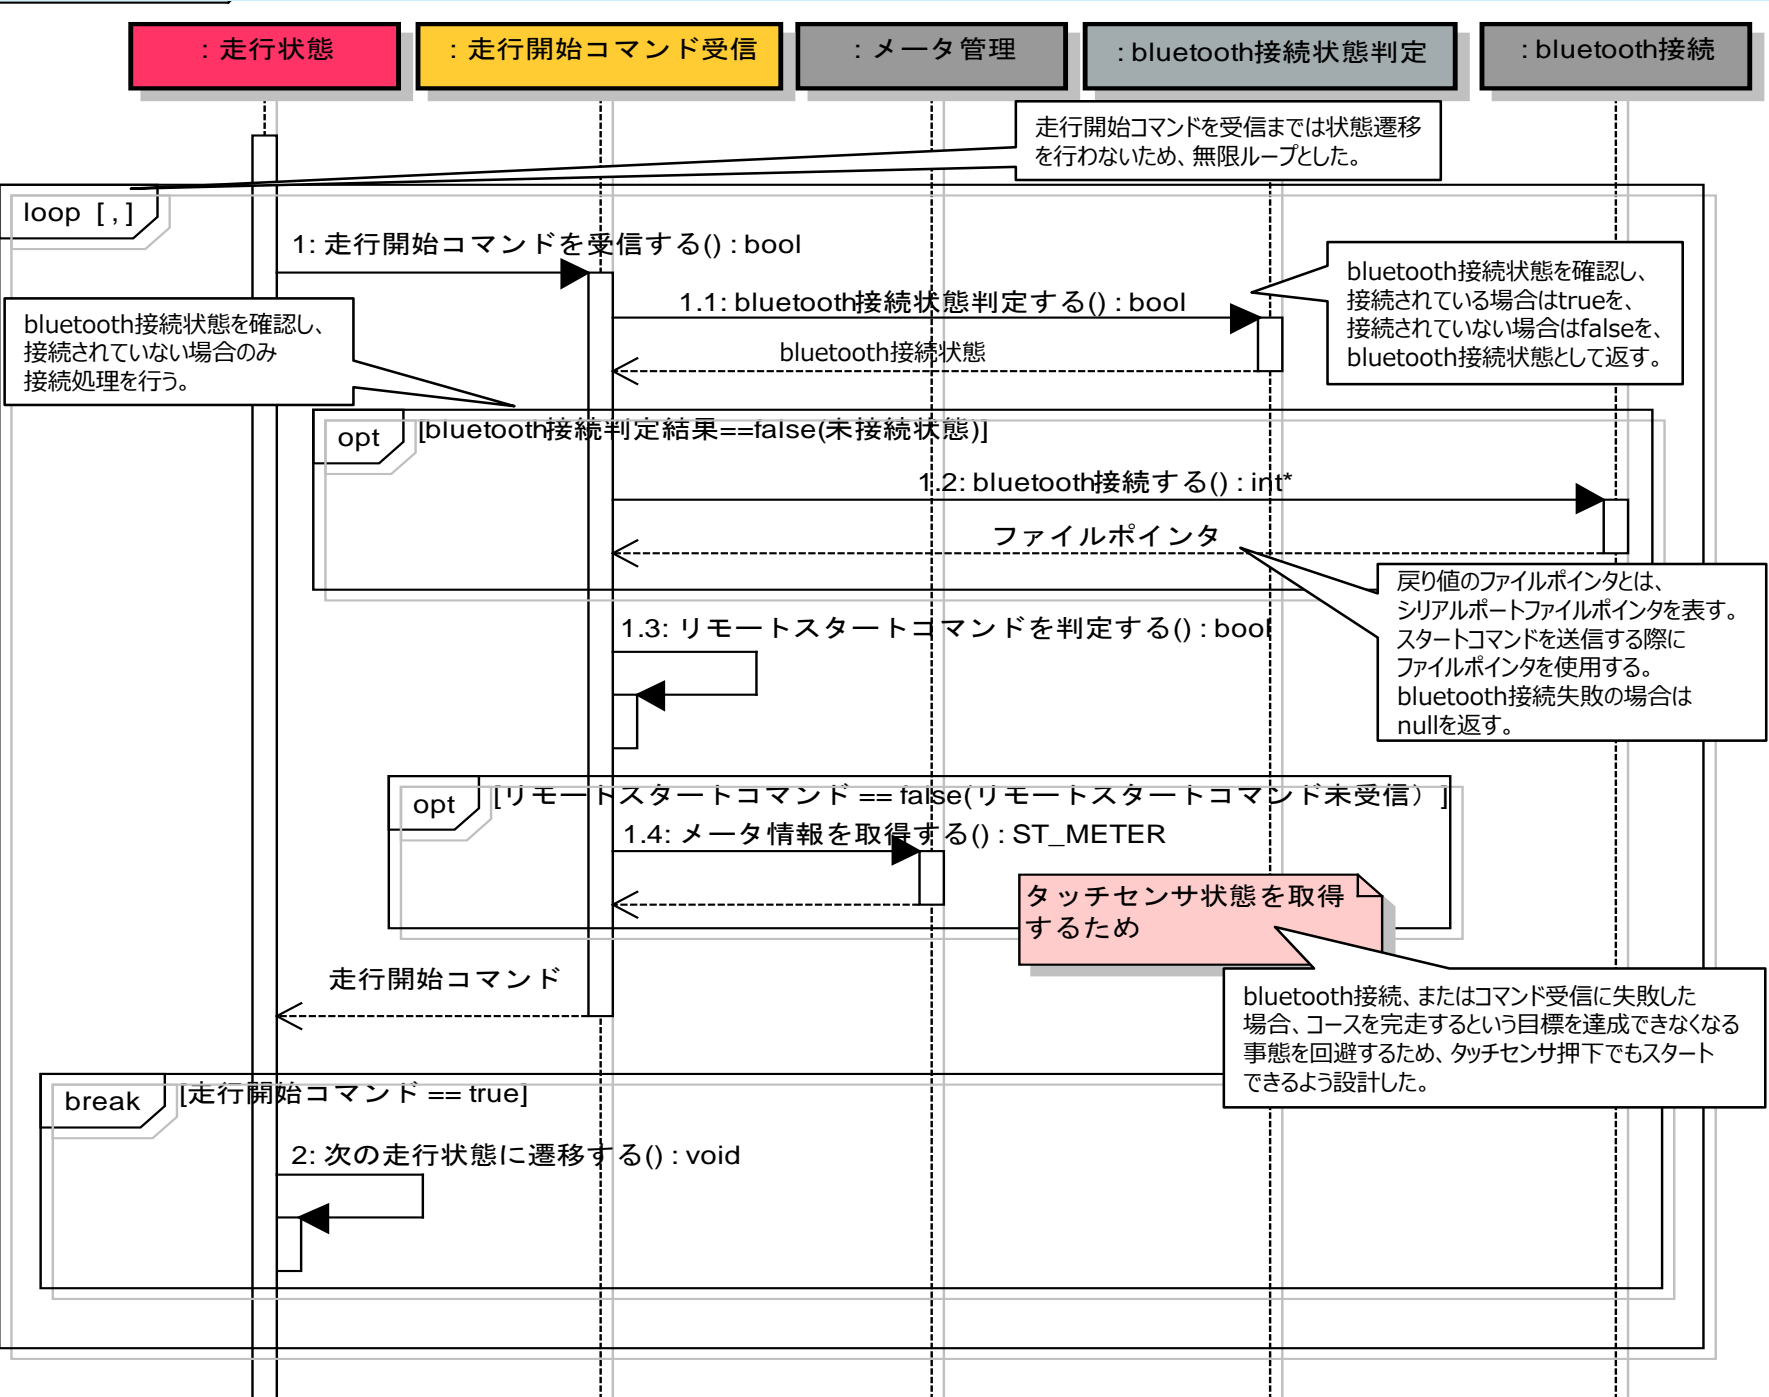 : 走行状態
: 走行開始コマンド受信
: メータ管理
: bluetooth接続状態判定
: bluetooth接続
走行開始コマンドを受信までは状態遷移
を行わないため、無限ループとした。
loop [ , ]
1: 走行開始コマンドを受信する() : bool
bluetooth接続状態を確認し、
接続されている場合はtrueを、
接続されていない場合はfalseを、
bluetooth接続状態として返す。
1.1: bluetooth接続状態判定する() : bool
bluetooth接続状態を確認し、
接続されていない場合のみ
接続処理を行う。
bluetooth接続状態
opt
[bluetooth接続判定結果==false(未接続状態)]
1.2: bluetooth接続する() : int*
ファイルポインタ
戻り値のファイルポインタとは、
シリアルポートファイルポインタを表す。
スタートコマンドを送信する際に
ファイルポインタを使用する。
bluetooth接続失敗の場合は
nullを返す。
1.3: リモートスタートコマンドを判定する() : bool
opt
[リモートスタートコマンド == false(リモートスタートコマンド未受信）]
1.4: メータ情報を取得する() : ST_METER
タッチセンサ状態を取得
するため
走行開始コマンド
bluetooth接続、またはコマンド受信に失敗した
場合、コースを完走するという目標を達成できなくなる
事態を回避するため、タッチセンサ押下でもスタート
できるよう設計した。
break
[走行開始コマンド == true]
2: 次の走行状態に遷移する() : void